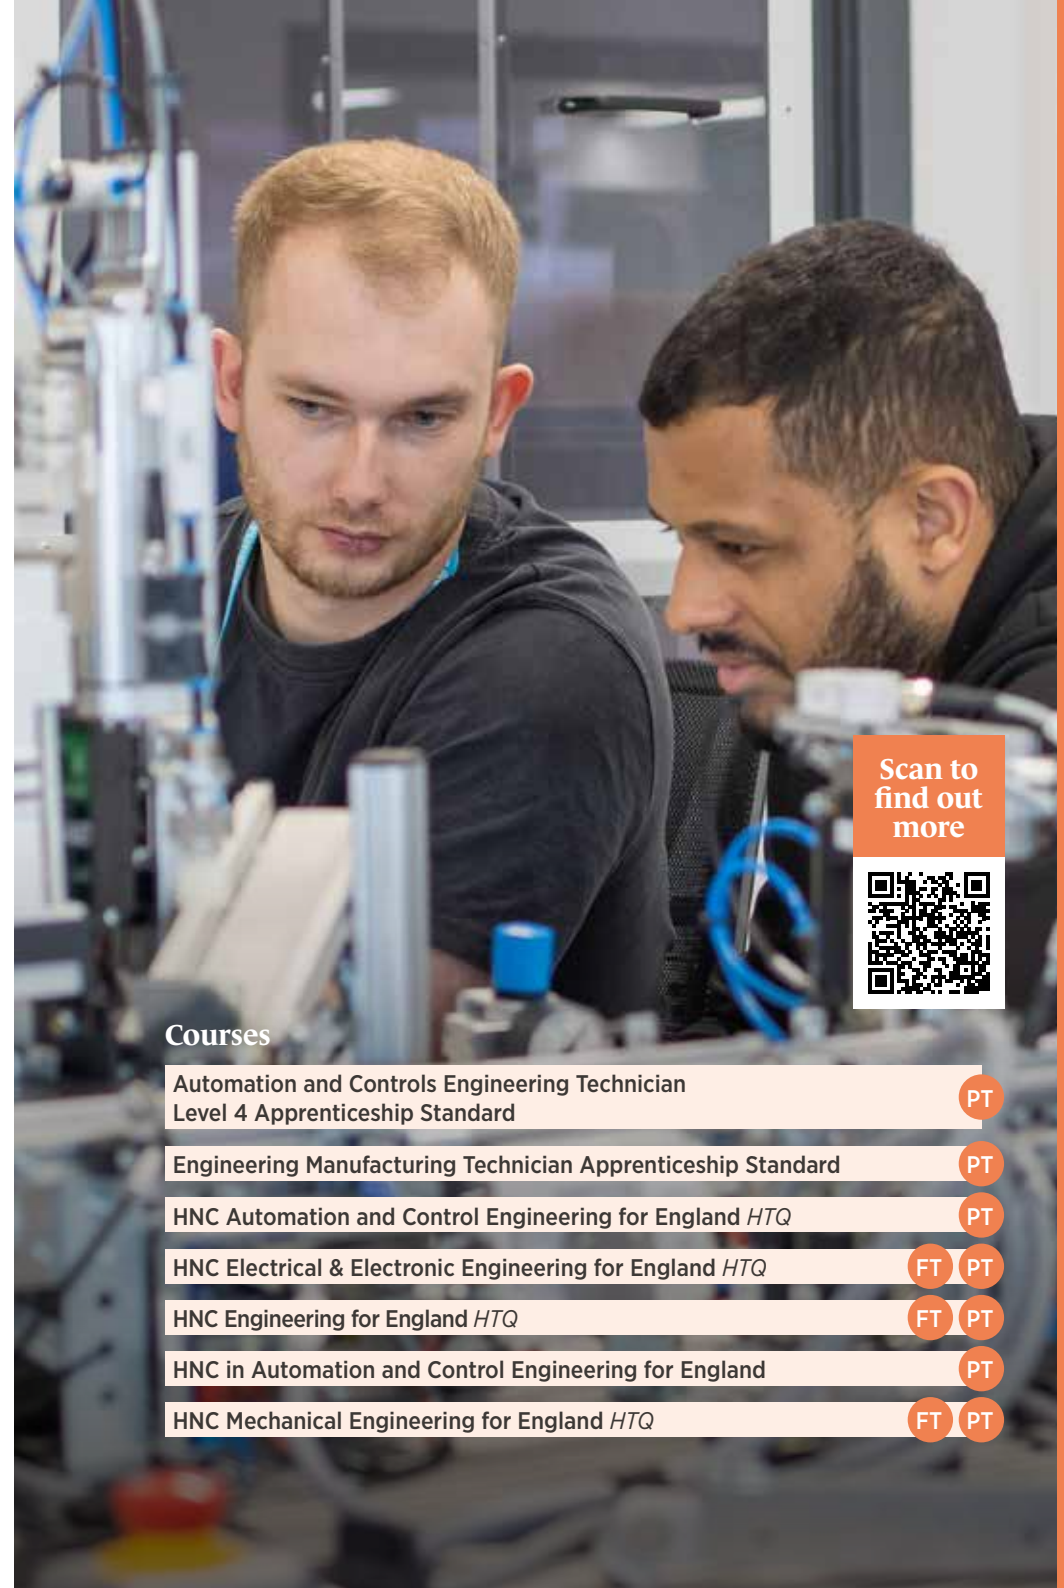 Scan to
find out
more
Courses
Automation and Controls Engineering Technician
Level 4 Apprenticeship Standard
PT
Engineering Manufacturing Technician Apprenticeship Standard PT
HNC Automation and Control Engineering for England HTQ PT
HNC Electrical & Electronic Engineering for England HTQ FT PT
HNC Engineering for England HTQ FT PT
HNC in Automation and Control Engineering for England PT
HNC Mechanical Engineering for England HTQ FT PT